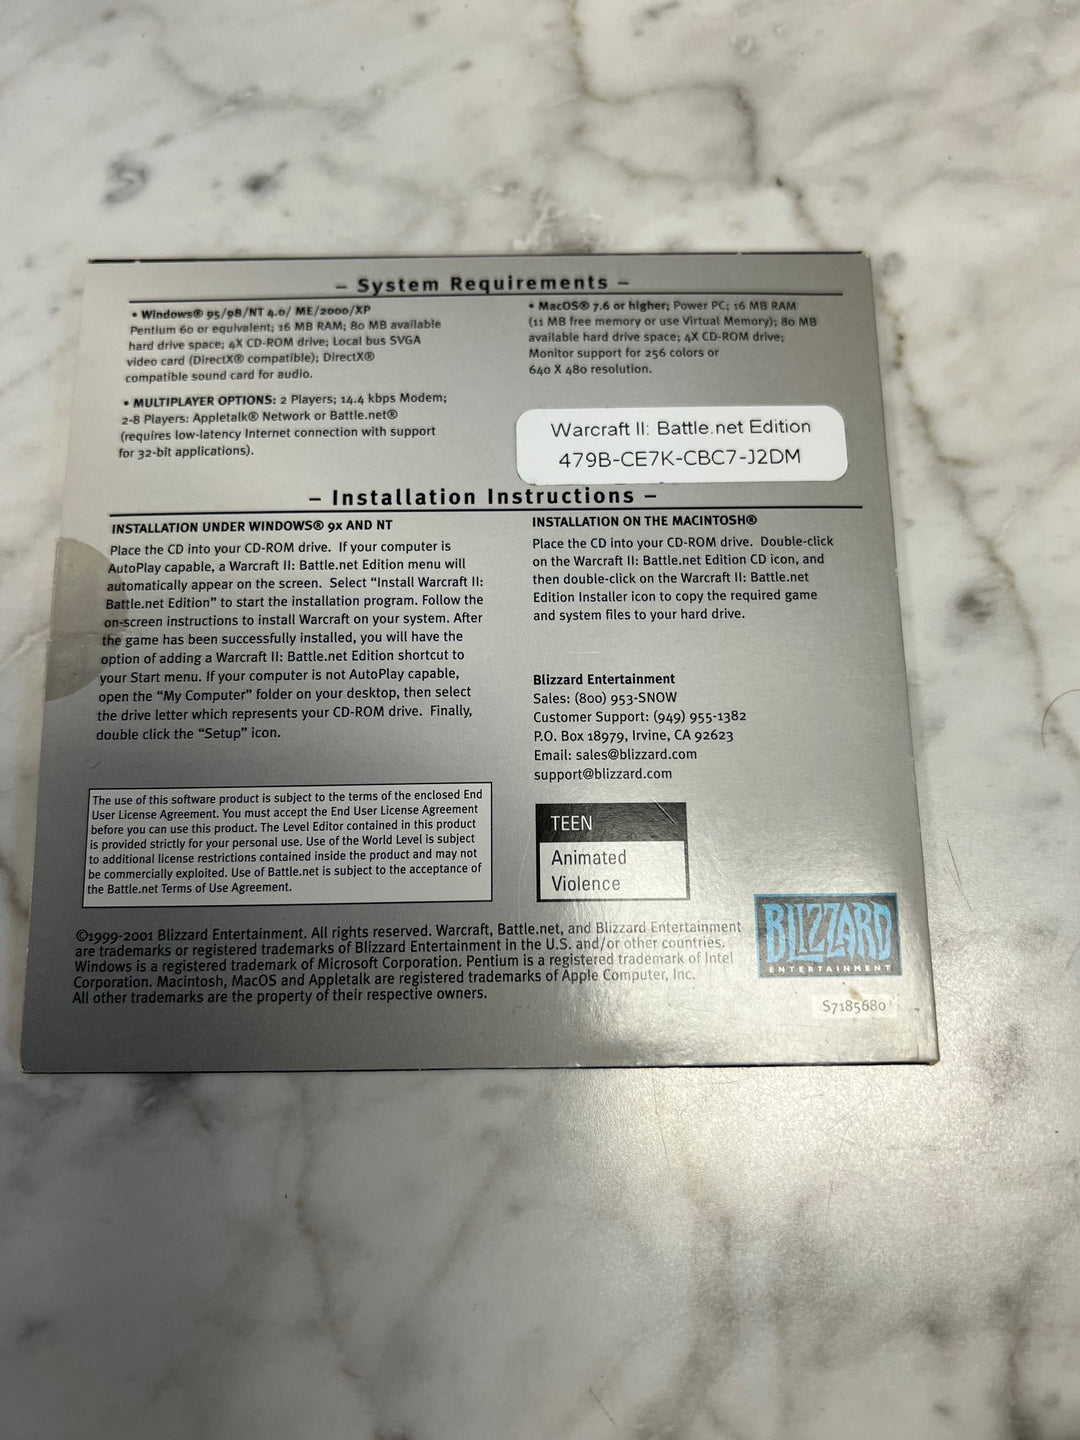 – System Requirements –
• Windows® 95/98/NT 4.0/ ME/2000/XP
Pentium 60 or equivalent; 16 MB RAM; 80 MB available
hard drive space; 4X CD-ROM drive; Local bus SVGA
video card (DirectX® compatible); DirectX®
compatible sound card for audio.
• MULTIPLAYER OPTIONS: 2 Players; 14.4 kbps Modem;
2-8 Players: Appletalk® Network or Battle.net®
(requires low-latency Internet connection with support
for 32-bit applications).
• MacOS® 7.6 or higher; Power PC; 16 MB RAM
(11 MB free memory or use Virtual Memory); 80 MB
available hard drive space; 4X CD-ROM drive;
Monitor support for 256 colors or
640 X 480 resolution.
Warcraft II: Battle.net Edition
479B-CE7K-CBC7-J2DM
– Installation Instructions –
INSTALLATION UNDER WINDOWS® 9x AND NT
Place the CD into your CD-ROM drive. If your computer is
AutoPlay capable, a Warcraft II: Battle.net Edition menu will
automatically appear on the screen. Select “Install Warcraft II:
Battle.net Edition” to start the installation program. Follow the
on-screen instructions to install Warcraft on your system. After
the game has been successfully installed, you will have the
option of adding a Warcraft II: Battle.net Edition shortcut to
your Start menu. If your computer is not AutoPlay capable,
open the “My Computer” folder on your desktop, then select
the drive letter which represents your CD-ROM drive. Finally,
double click the “Setup” icon.
INSTALLATION ON THE MACINTOSH®
Place the CD into your CD-ROM drive. Double-click
on the Warcraft II: Battle.net Edition CD icon, and
then double-click on the Warcraft II: Battle.net
Edition Installer icon to copy the required game
and system files to your hard drive.
Blizzard Entertainment
Sales: (800) 953-SNOW
Customer Support: (949) 955-1382
P.O. Box 18979, Irvine, CA 92623
Email: sales@blizzard.com
support@blizzard.com
The use of this software product is subject to the terms of the enclosed End
User License Agreement. You must accept the End User License Agreement
before you can use this product. The Level Editor contained in this product
is provided strictly for your personal use. Use of the World Level is subject
to additional license restrictions contained inside the product and may not
be commercially exploited. Use of Battle.net is subject to the acceptance of
the Battle.net Terms of Use Agreement.
TEEN
Animated
Violence
©1999-2001 Blizzard Entertainment. All rights reserved. Warcraft, Battle.net, and Blizzard Entertainment
are trademarks or registered trademarks of Blizzard Entertainment in the U.S. and/or other countries.
Windows is a registered trademark of Microsoft Corporation. Pentium is a registered trademark of Intel
Corporation. Macintosh, MacOS and Appletalk are registered trademarks of Apple Computer, Inc.
All other trademarks are the property of their respective owners.
BLIZZARD
ENTERTAINMENT
S7185680